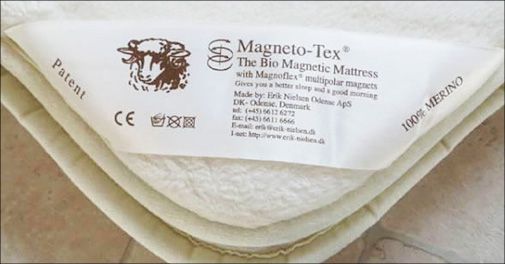 Magneto-Tex®
The Bio Magnetic Mattress
with Magnoflex® multipolar magnets
Gives you a better sleep and a good morning
Made by: Erik Nielsen Odense ApS
DK- Odense, Denmark
tel: (+45) 6612 6272
fax: (+45) 6611 6666
E-mail: erik@erik-nielsen.dk
I-net: http://www.erik-nielsen.dk
Patent
CE
100% MERINO